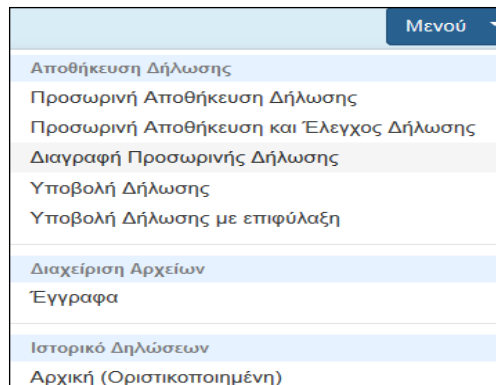 Μενού
Αποθήκευση Δήλωσης
Προσωρινή Αποθήκευση Δήλωσης
Προσωρινή Αποθήκευση και Έλεγχος Δήλωσης
Διαγραφή Προσωρινής Δήλωσης
Υποβολή Δήλωσης
Υποβολή Δήλωσης με επιφύλαξη
Διαχείριση Αρχείων
Έγγραφα
Ιστορικό Δηλώσεων
Αρχική (Οριστικοποιημένη)